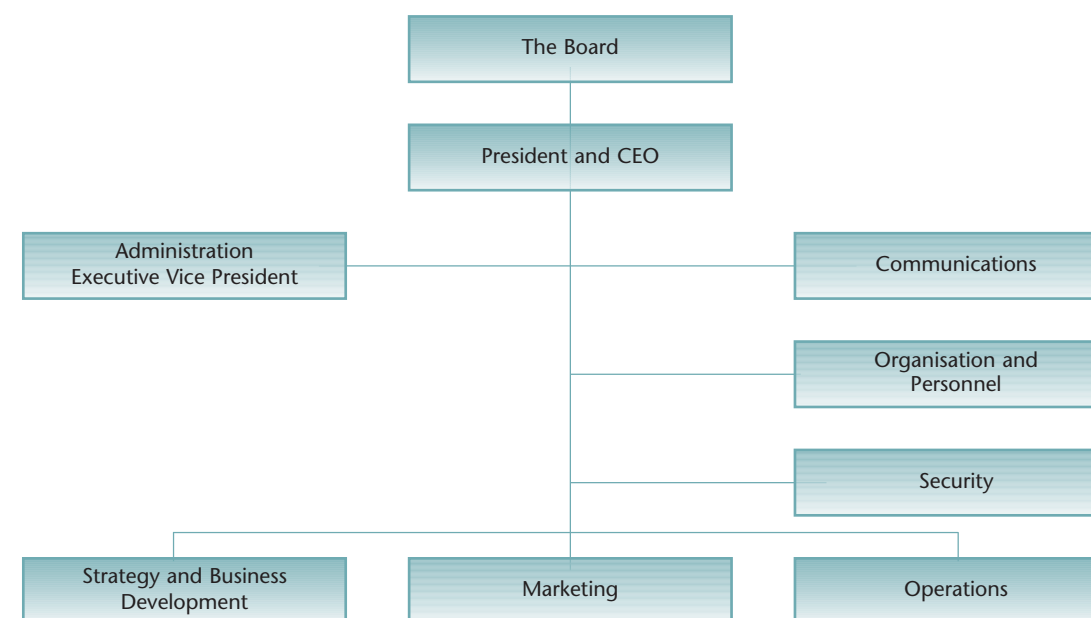 The Board
President and CEO
Administration
Executive Vice President
Communications
Organisation and
Personnel
Security
Strategy and Business
Development
Marketing
Operations